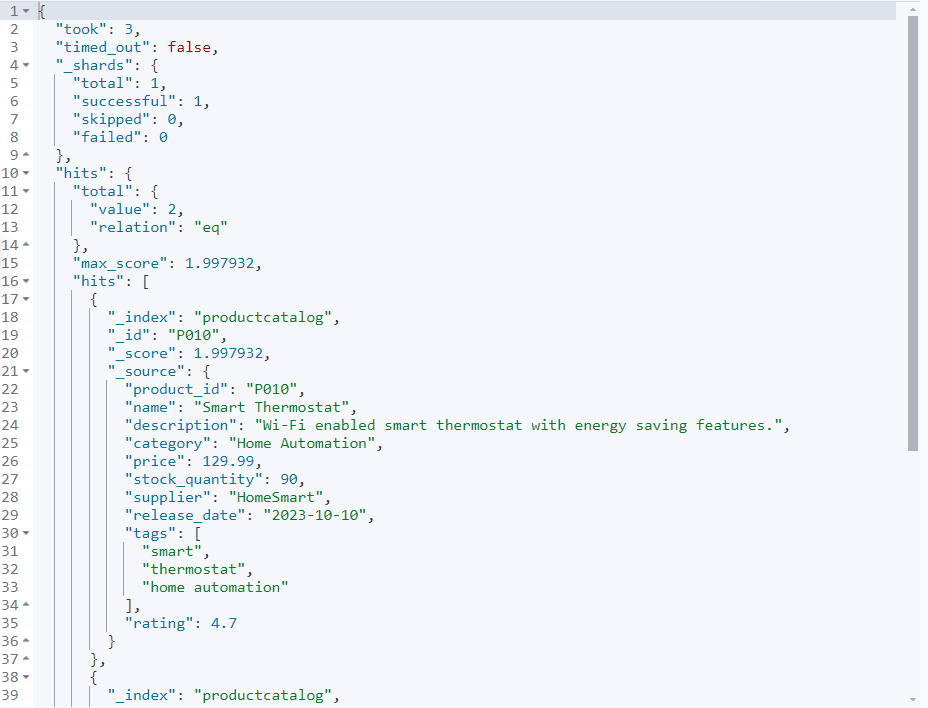 1 {
2 "took": 3,
3 "timed_out": false,
4 "_shards": {
5 "total": 1,
6 "successful": 1,
7 "skipped": 0,
8 "failed": 0
9 },
10 "hits": {
11 "total": {
12 "value": 2,
13 "relation": "eq"
14 },
15 "max_score": 1.997932,
16 "hits": [
17 {
18 "_index": "productcatalog",
19 "_id": "P010",
20 "_score": 1.997932,
21 "_source": {
22 "product_id": "P010",
23 "name": "Smart Thermostat",
24 "description": "Wi-Fi enabled smart thermostat with energy saving features.",
25 "category": "Home Automation",
26 "price": 129.99,
27 "stock_quantity": 90,
28 "supplier": "HomeSmart",
29 "release_date": "2023-10-10",
30 "tags": [
31 "smart",
32 "thermostat",
33 "home automation"
34 ],
35 "rating": 4.7
36 }
37 },
38 {
39 "_index": "productcatalog",